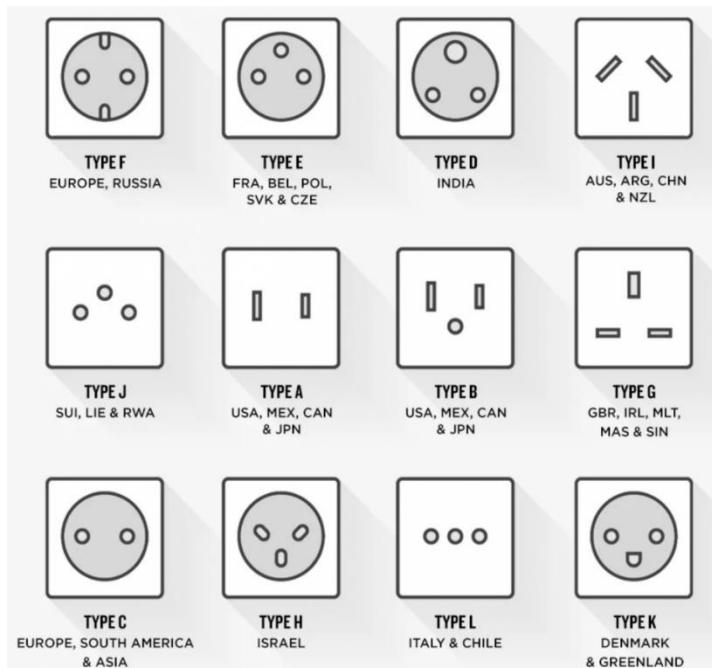 TYPE F
EUROPE, RUSSIA
TYPE E
FRA, BEL, POL,
SVK & CZE
TYPE D
INDIA
TYPE I
AUS, ARG, CHN
& NZL
TYPE J
SUI, LIE & RWA
TYPE A
USA, MEX, CAN
& JPN
TYPE B
USA, MEX, CAN
& JPN
TYPE G
GBR, IRL, MLT,
MAS & SIN
TYPE C
EUROPE, SOUTH AMERICA
& ASIA
TYPE H
ISRAEL
TYPE L
ITALY & CHILE
TYPE K
DENMARK
& GREENLAND